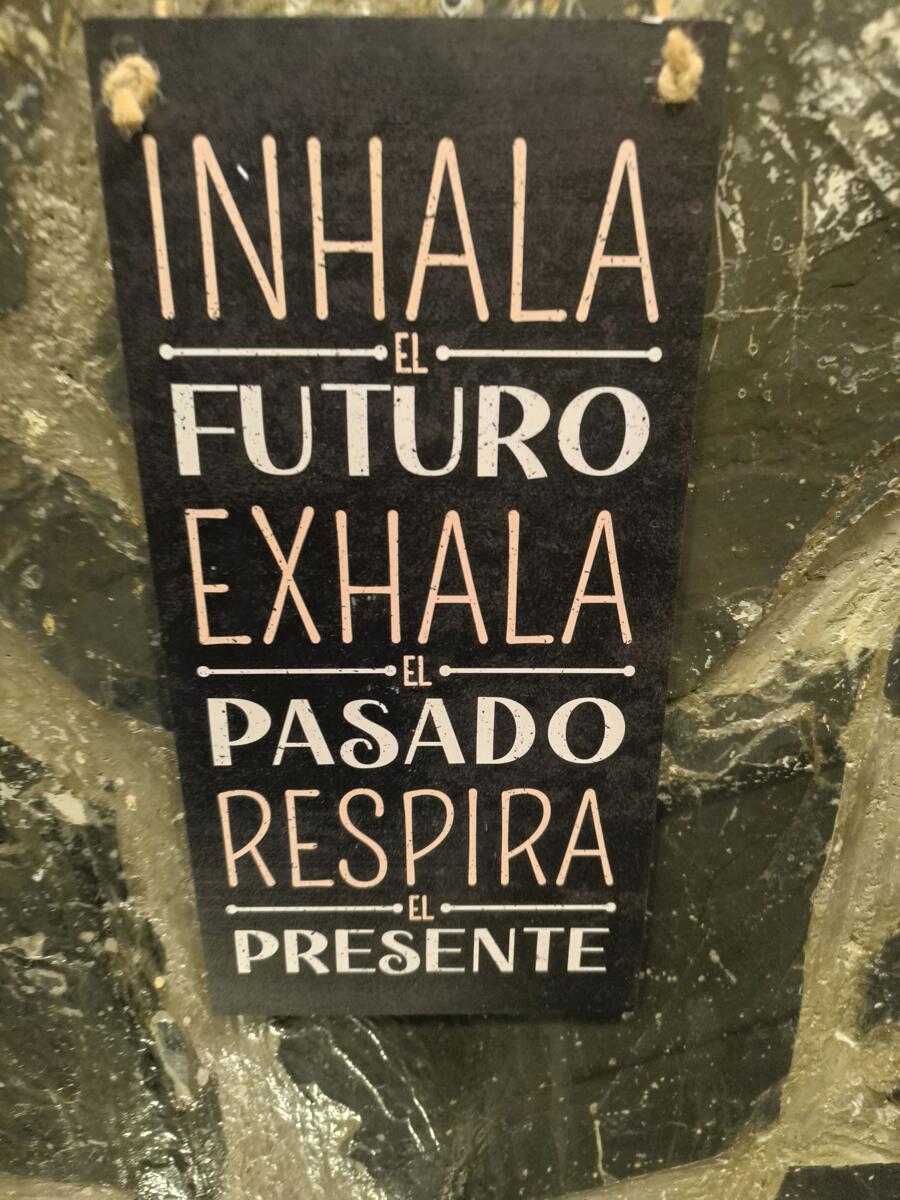 INHALA
EL
FUTURO
EXHALA
EL
PASADO
RESPIRA
EL
PRESENTE